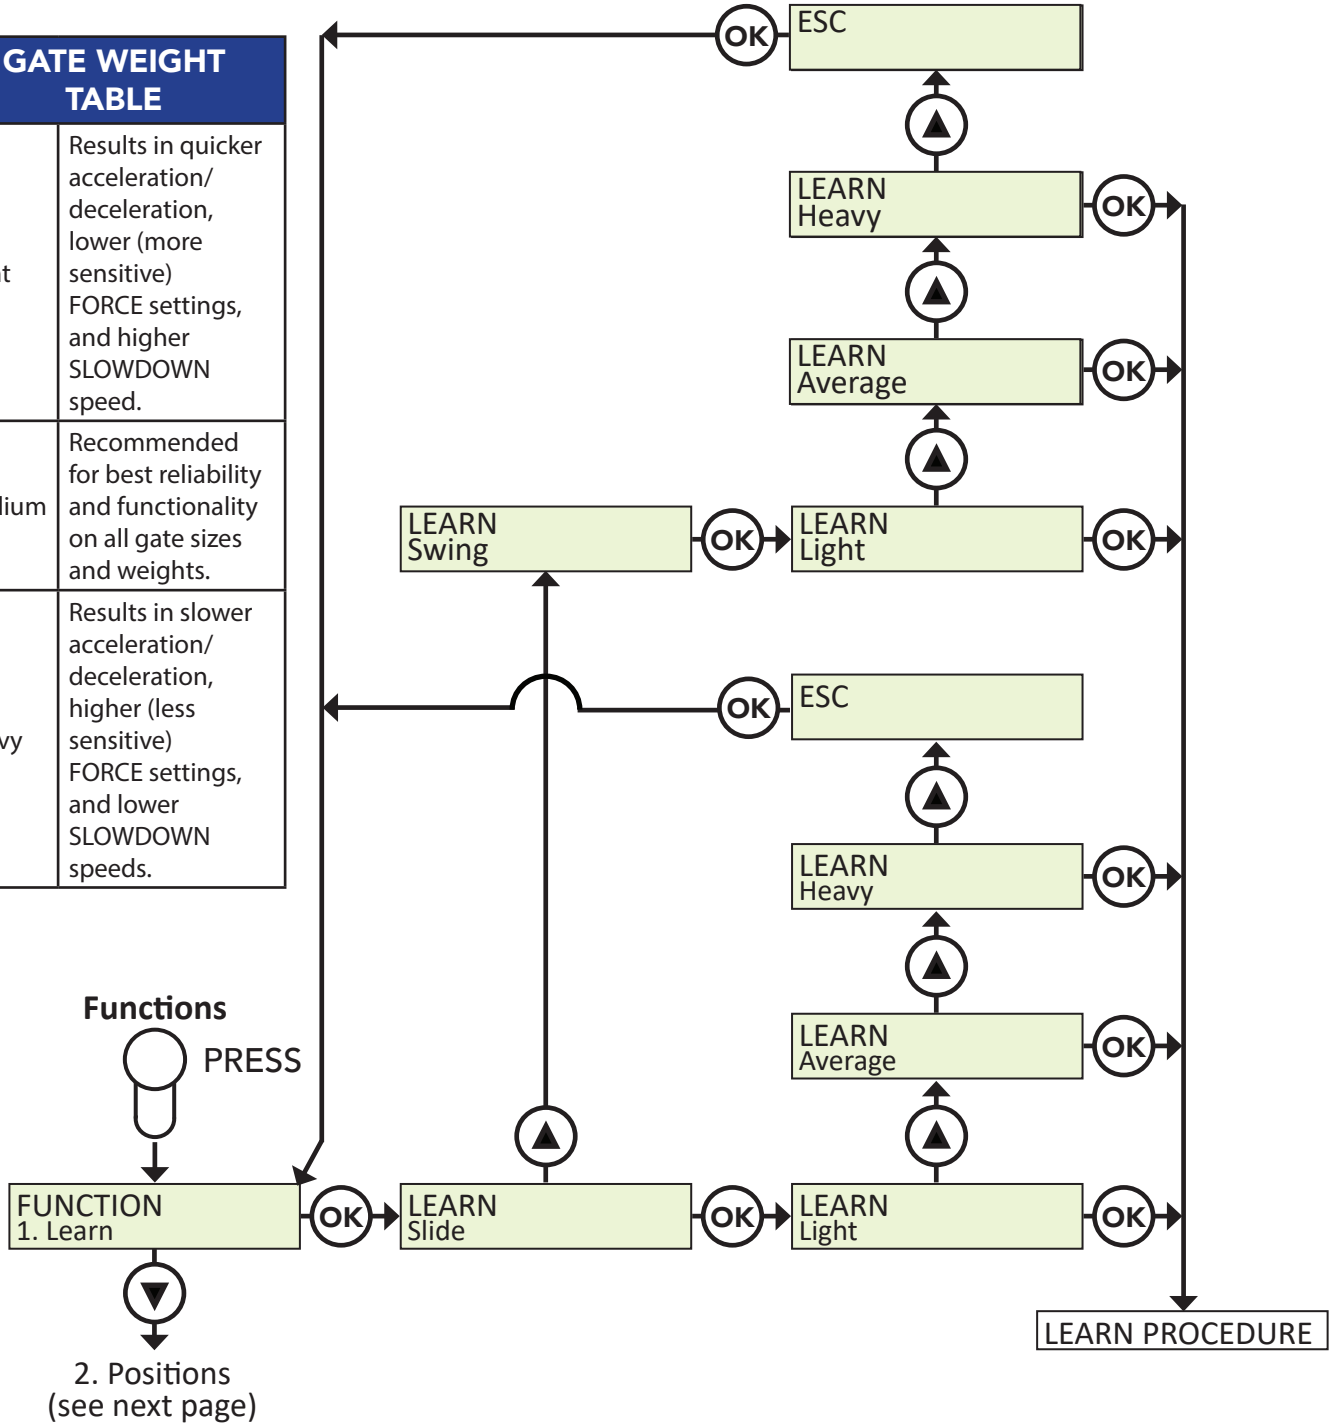 GATE WEIGHT
TABLE
Results in quicker
acceleration/
deceleration,
lower (more
sensitive)
FORCE settings,
and higher
SLOWDOWN
speed.
Recommended
for best reliability
and functionality
on all gate sizes
and weights.
Results in slower
acceleration/
deceleration,
higher (less
sensitive)
FORCE settings,
and lower
SLOWDOWN
speeds.
OK
ESC
LEARN
Heavy
OK
LEARN
Average
OK
LEARN
Swing
OK
LEARN
Light
OK
OK
ESC
LEARN
Heavy
OK
LEARN
Average
OK
Functions
PRESS
FUNCTION
1. Learn
OK
LEARN
Slide
OK
LEARN
Light
OK
2. Positions
(see next page)
LEARN PROCEDURE